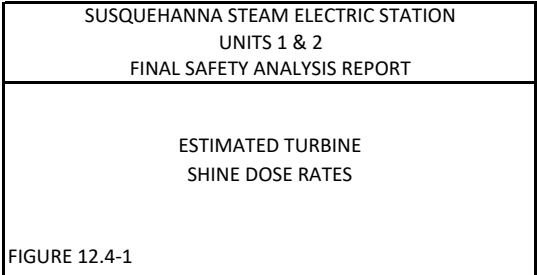 SUSQUEHANNA STEAM ELECTRIC STATION
UNITS 1 & 2
FINAL SAFETY ANALYSIS REPORT
ESTIMATED TURBINE
SHINE DOSE RATES
FIGURE 12.4-1